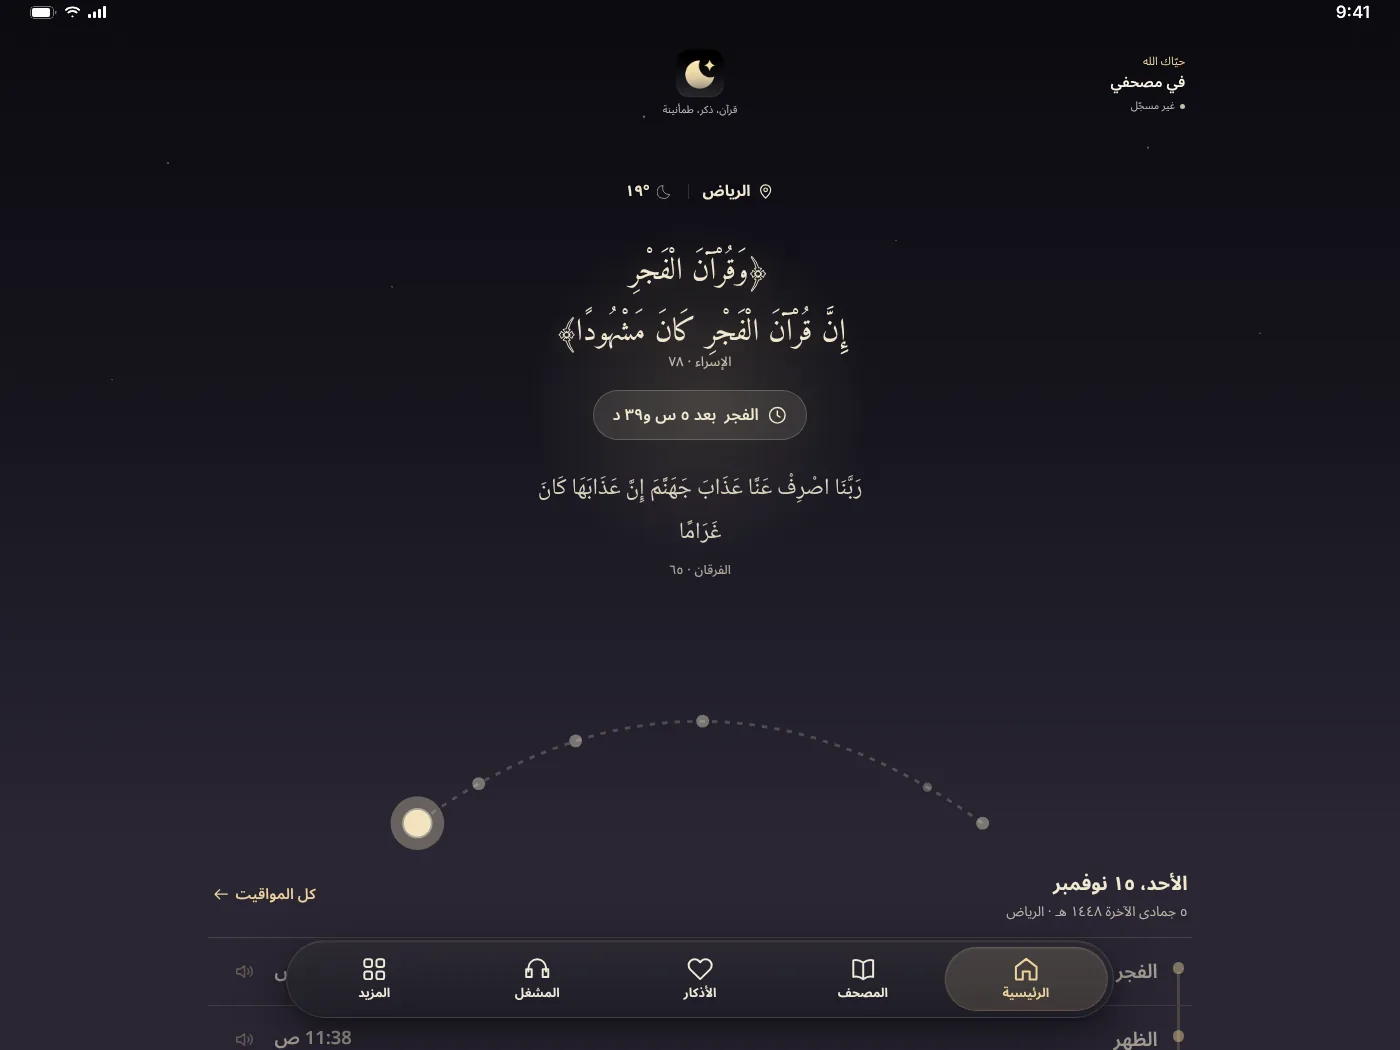 9:41
حيّاك الله
في مصحفي
غير مسجّل
قرآن، ذكر، طمأنينة
الرياض
١٩°
﴿وَقُرْآنَ الْفَجْرِ
إِنَّ قُرْآنَ الْفَجْرِ كَانَ مَشْهُودًا﴾
الإسراء · ٧٨
الفجر بعد ٥ س و٣٩ د
رَبَّنَا اصْرِفْ عَنَّا عَذَابَ جَهَنَّمَ إِنَّ عَذَابَهَا كَانَ
غَرَامًا
الفرقان · ٦٥
الأحد، ١٥ نوفمبر
كل المواقيت
٥ جمادى الآخرة ١٤٤٨ هـ · الرياض
الفجر
الرئيسية
المصحف
الأذكار
المشغل
المزيد
الظهر
11:38 ص